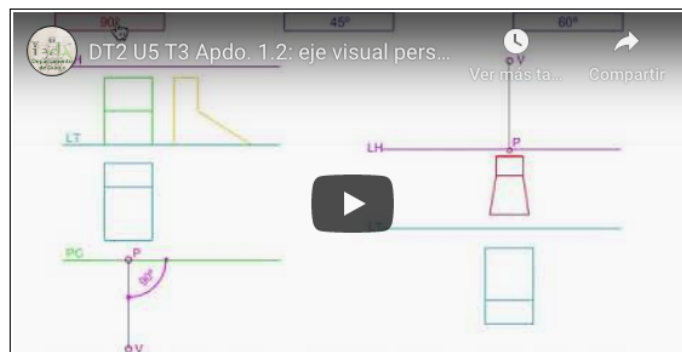 90º
45º
60º
DT2 U5 T3 Apdo. 1.2: eje visual pers...
Ver más ta...
Compartir
V
LT
LH
P
PC
P
90º
V